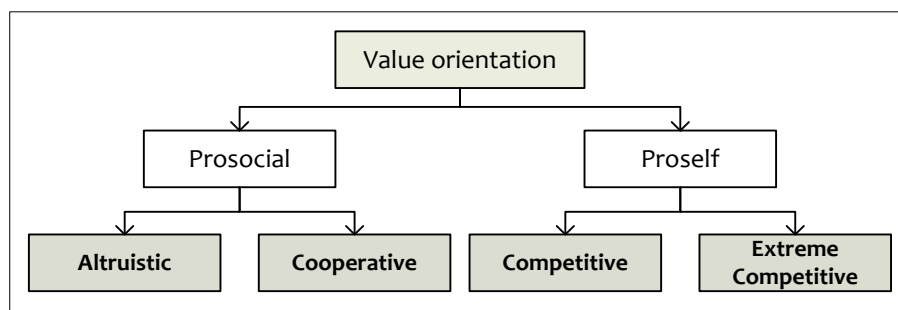 Value orientation
Prosocial
Proself
Altruistic
Cooperative
Competitive
Extreme
Competitive